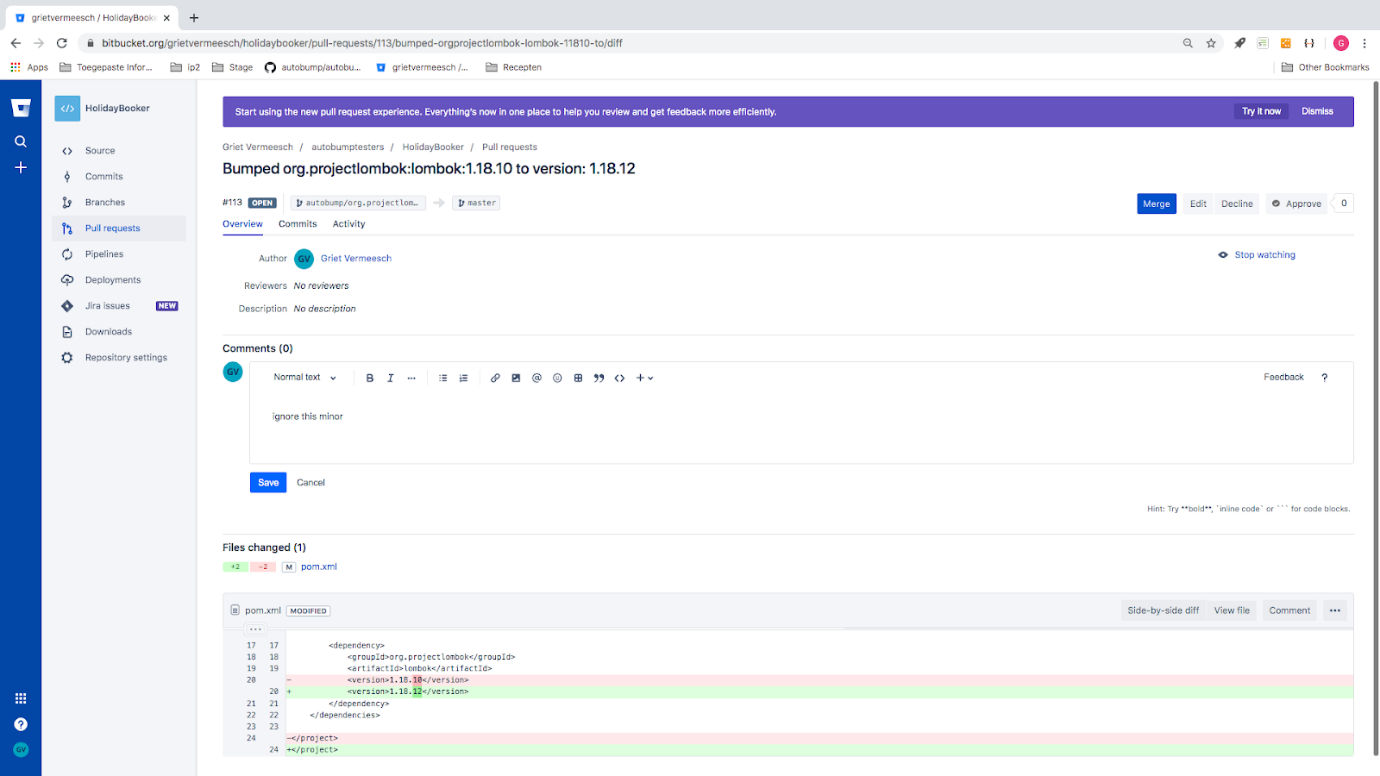 grietvermeesch / HolidayBook
bitbucket.org/grietvermeesch/holidaybooker/pull-requests/113/bumped-orgprojectlombok-lombok-11810-to/diff
G
Apps Toegepaste Infor... ip2 Stage autobump/autobu... grietvermeesch /... Recepten Other Bookmarks
HolidayBooker
Source
Commits
Branches
Pull requests
Pipelines
Deployments
Jira issues NEW
Downloads
Repository settings
GV
Start using the new pull request experience. Everything's now in one place to help you review and get feedback more efficiently. Try it now Dismiss
Griet Vermeesch / autobumptesters / HolidayBooker / Pull requests
Bumped org.projectlombok:lombok:1.18.10 to version: 1.18.12
#113 OPEN autobump/org.projectlom... master Merge Edit Decline Approve 0
Overview Commits Activity
Author GV Griet Vermeesch Stop watching
Reviewers No reviewers
Description No description
Comments (0)
GV Normal text B I ... Feedback ?
ignore this minor
Save Cancel
Hint: Try **bold**, `inline code` or ``` for code blocks.
Files changed (1)
+2 -2 M pom.xml
pom.xml MODIFIED Side-by-side diff View file Comment ...
...
17 17 <dependency>
18 18 <groupId>org.projectlombok</groupId>
19 19 <artifactId>lombok</artifactId>
20 - <version>1.18.10</version>
20 + <version>1.18.12</version>
21 21 </dependency>
22 22 </dependencies>
23 23
24 -</project>
24 +</project>